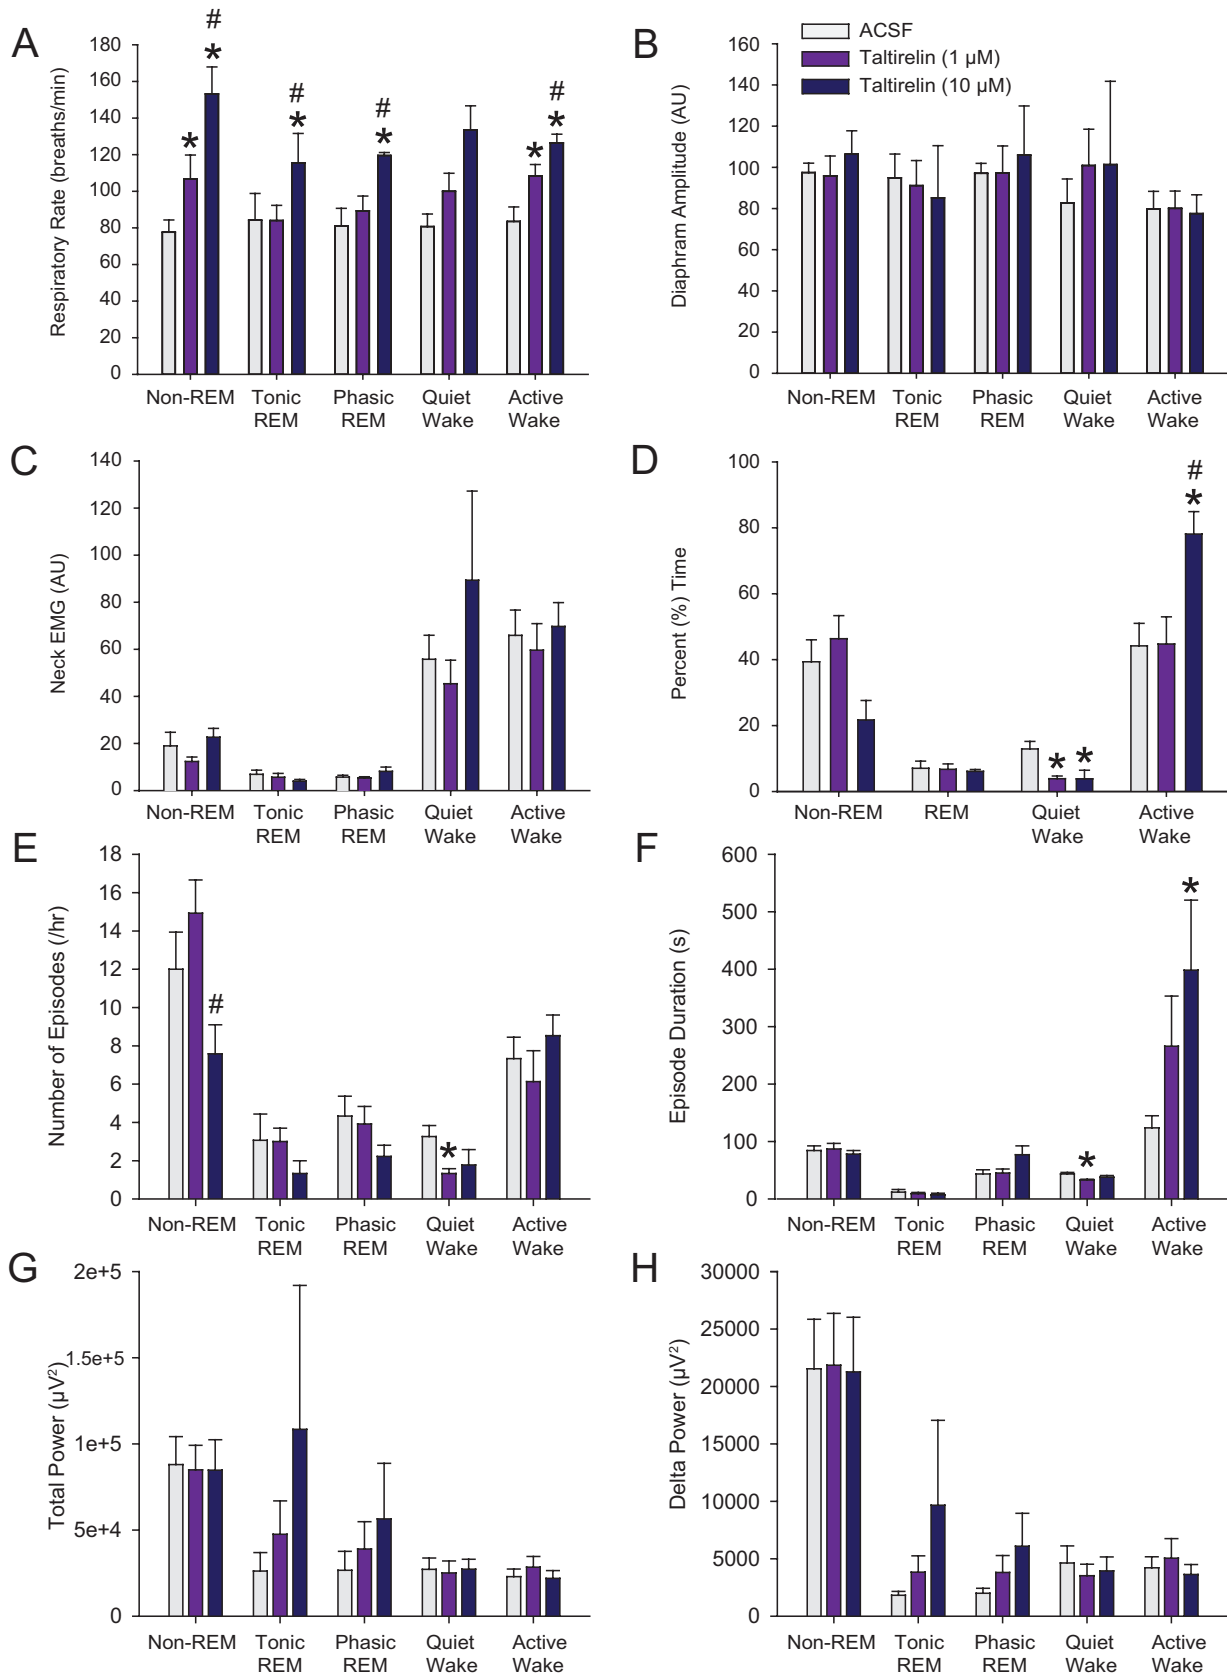 A
Respiratory Rate (breaths/min)
180
160
140
120
100
80
60
40
20
0
#
*
*
#
*
#
*
#
*
*
Non-REM
Tonic
REM
Phasic
REM
Quiet
Wake
Active
Wake
B
ACSF
Taltirelin (1 µM)
Taltirelin (10 µM)
Diaphram Amplitude (AU)
160
140
120
100
80
60
40
20
0
Non-REM
Tonic
REM
Phasic
REM
Quiet
Wake
Active
Wake
C
Neck EMG (AU)
140
120
100
80
60
40
20
0
Non-REM
Tonic
REM
Phasic
REM
Quiet
Wake
Active
Wake
D
Percent (%) Time
100
80
60
40
20
0
*
*
#
*
Non-REM
REM
Quiet
Wake
Active
Wake
E
Number of Episodes (/hr)
18
16
14
12
10
8
6
4
2
0
#
*
Non-REM
Tonic
REM
Phasic
REM
Quiet
Wake
Active
Wake
F
Episode Duration (s)
600
500
400
300
200
100
0
*
*
Non-REM
Tonic
REM
Phasic
REM
Quiet
Wake
Active
Wake
G
Total Power (µV²)
2e+5
1.5e+5
1e+5
5e+4
0
Non-REM
Tonic
REM
Phasic
REM
Quiet
Wake
Active
Wake
H
Delta Power (µV²)
30000
25000
20000
15000
10000
5000
0
Non-REM
Tonic
REM
Phasic
REM
Quiet
Wake
Active
Wake